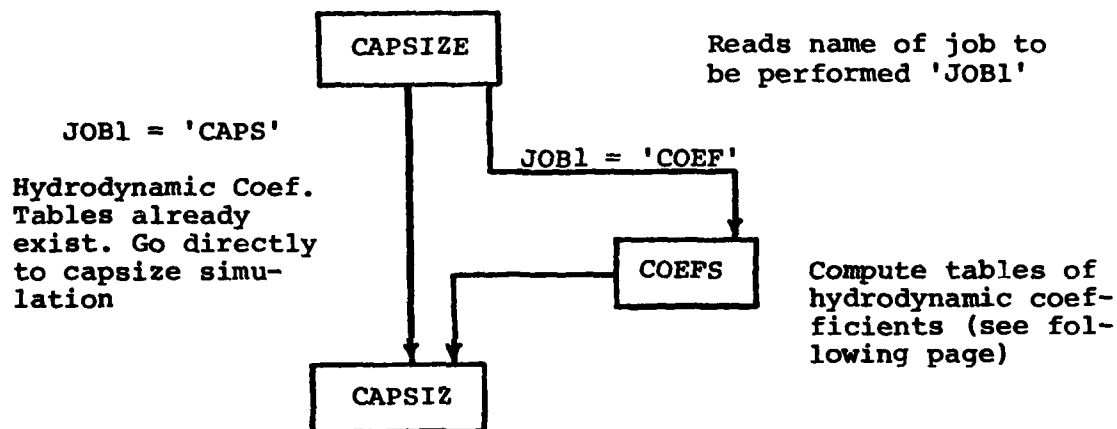 CAPSIZE
Reads name of job to
be performed 'JOB1'
JOB1 = 'CAPS'
JOB1 = 'COEF'
Hydrodynamic Coef.
Tables already
exist. Go directly
to capsize simu-
lation
COEFS
Compute tables of
hydrodynamic coef-
ficients (see fol-
lowing page)
CAPSIZ